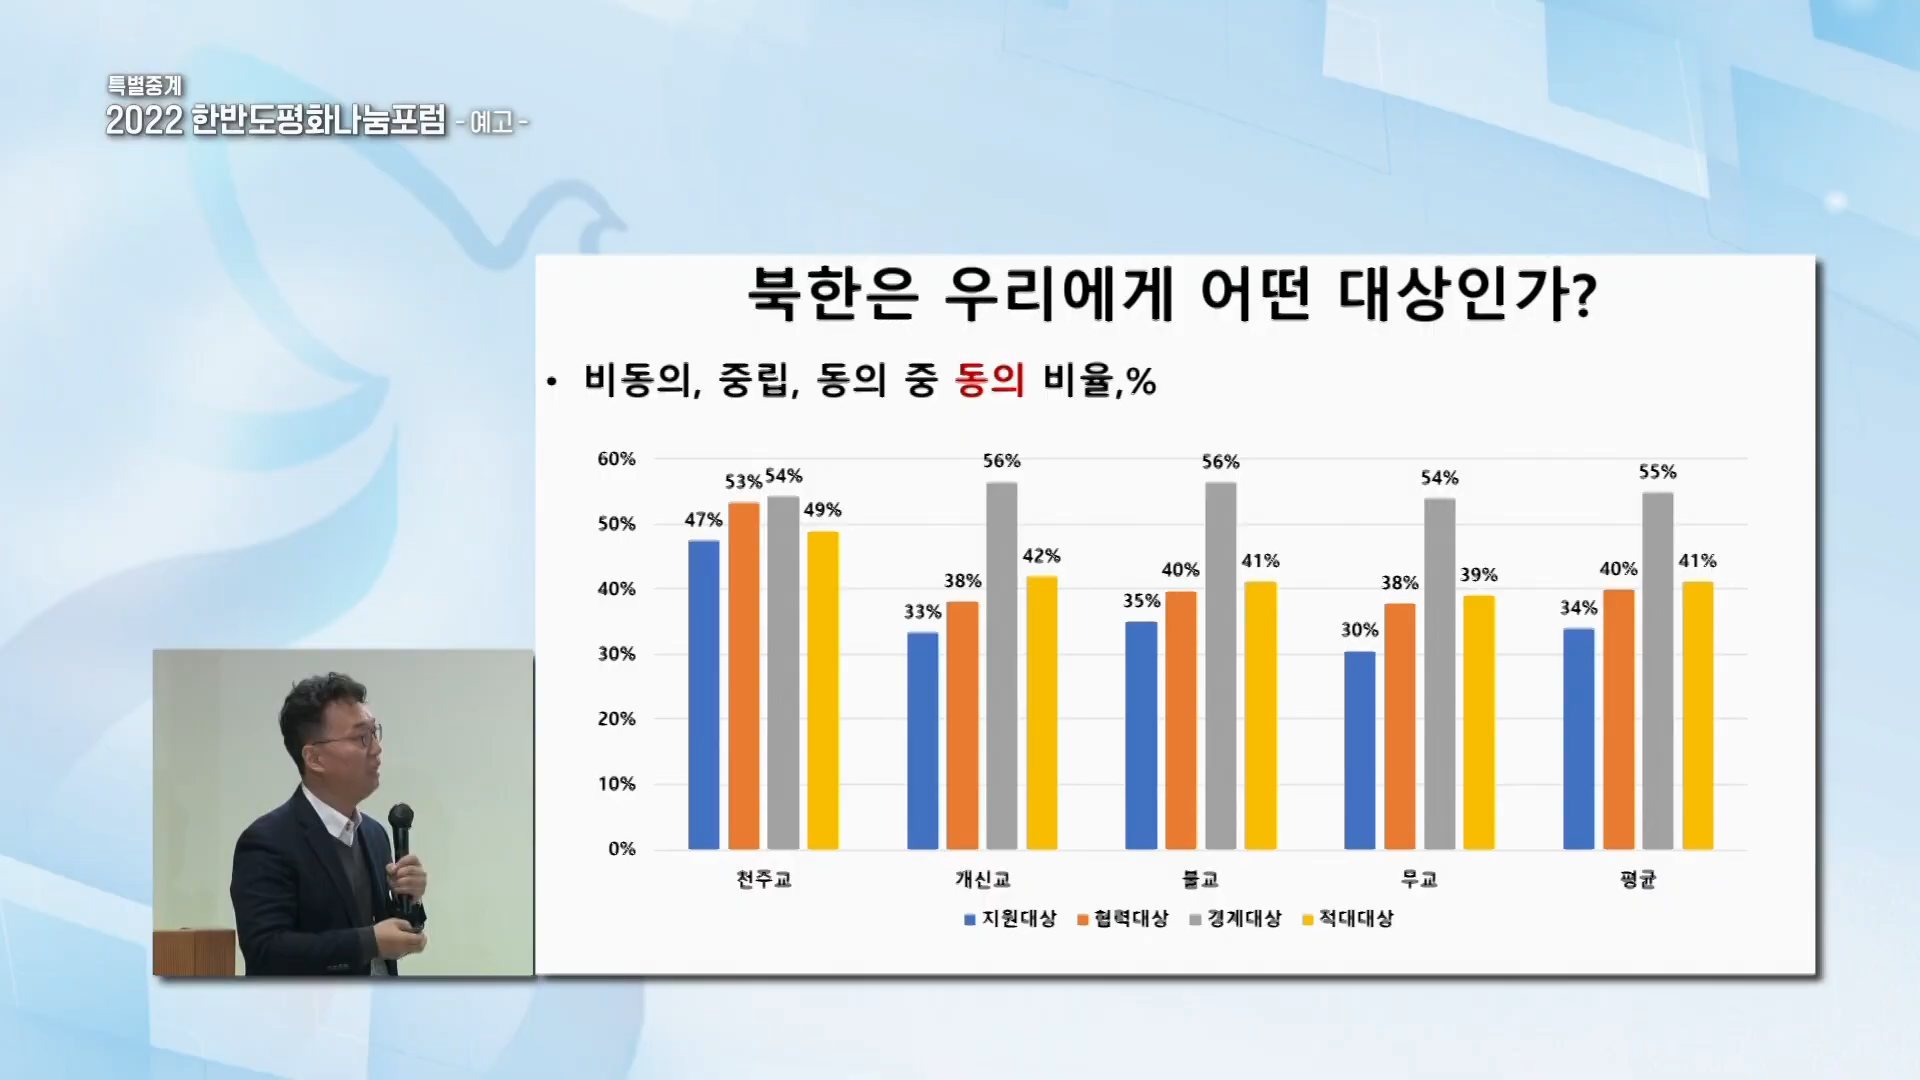 특별중계
2022 한반도평화나눔포럼 - 예고 -
북한은 우리에게 어떤 대상인가?
• 비동의, 중립, 동의 중 동의 비율,%
60%
50%
40%
30%
20%
10%
0%
47% 53% 54% 49%
33% 38% 56% 42%
35% 40% 56% 41%
30% 38% 54% 39%
34% 40% 55% 41%
천주교 개신교 불교 무교 평균
지원대상 협력대상 경계대상 적대대상